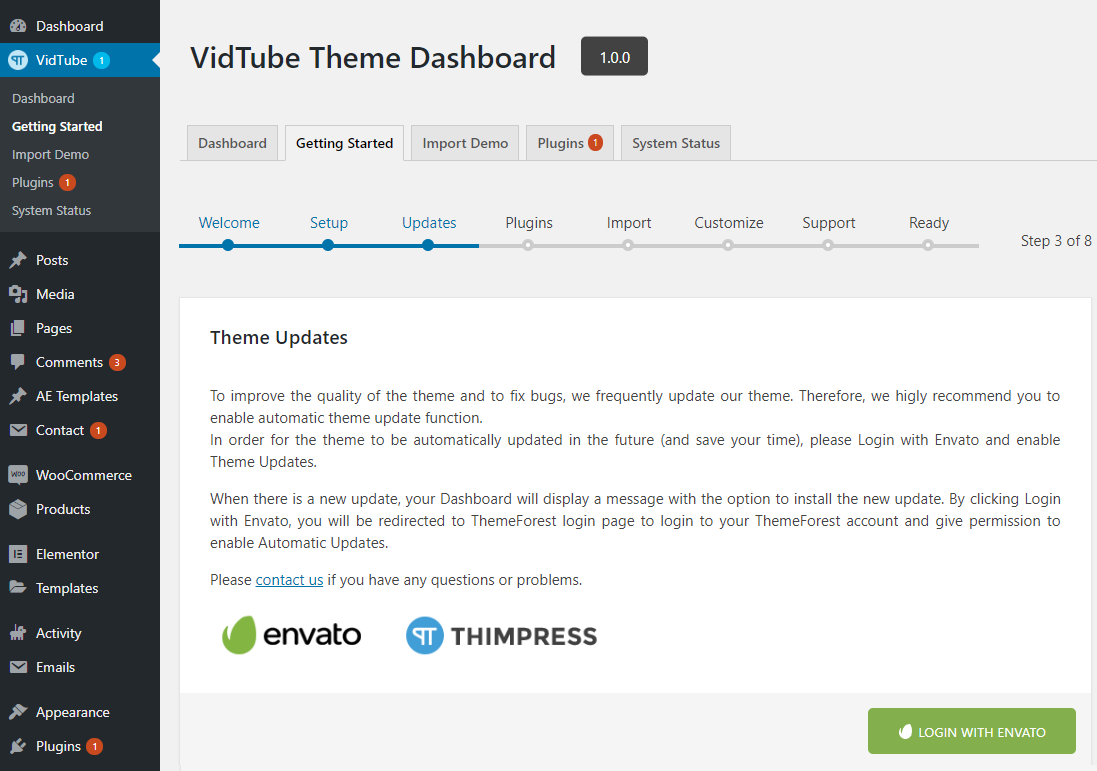 Dashboard
VidTube 1
Dashboard
Getting Started
Import Demo
Plugins 1
System Status
Posts
Media
Pages
Comments 3
AE Templates
Contact 1
WooCommerce
Products
Elementor
Templates
Activity
Emails
Appearance
Plugins 1
VidTube Theme Dashboard 1.0.0
Dashboard Getting Started Import Demo Plugins 1 System Status
Welcome Setup Updates Plugins Import Customize Support Ready
Step 3 of 8
Theme Updates
To improve the quality of the theme and to fix bugs, we frequently update our theme. Therefore, we higly recommend you to
enable automatic theme update function.
In order for the theme to be automatically updated in the future (and save your time), please Login with Envato and enable
Theme Updates.
When there is a new update, your Dashboard will display a message with the option to install the new update. By clicking Login
with Envato, you will be redirected to ThemeForest login page to login to your ThemeForest account and give permission to
enable Automatic Updates.
Please contact us if you have any questions or problems.
envato THIMPRESS
LOGIN WITH ENVATO